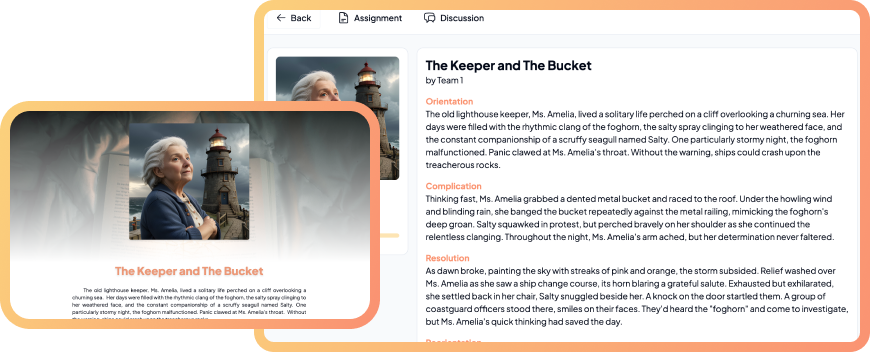 Back
Assignment
Discussion
The Keeper and The Bucket
by Team 1
Orientation
The old lighthouse keeper, Ms. Amelia, lived a solitary life perched on a cliff overlooking a churning sea. Her
days were filled with the rhythmic clang of the foghorn, the salty spray clinging to her weathered face, and
the constant companionship of a scruffy seagull named Salty. One particularly stormy night, the foghorn
malfunctioned. Panic clawed at Ms. Amelia's throat. Without the warning, ships could crash upon the
treacherous rocks.
Complication
Thinking fast, Ms. Amelia grabbed a dented metal bucket and raced to the roof. Under the howling wind
and blinding rain, she banged the bucket repeatedly against the metal railing, mimicking the foghorn's
deep groan. Salty squawked in protest, but perched bravely on her shoulder as she continued the
relentless clanging. Throughout the night, Ms. Amelia's arm ached, but her determination never faltered.
Resolution
As dawn broke, painting the sky with streaks of pink and orange, the storm subsided. Relief washed over
Ms. Amelia as she saw a ship change course, its horn blaring a grateful salute. Exhausted but exhilarated,
she settled back in her chair, Salty snuggled beside her. A knock on the door startled them. A group of
coastguard officers stood there, smiles on their faces. They'd heard the "foghorn" and come to investigate,
but Ms. Amelia's quick thinking had saved the day.
The Keeper and The Bucket
The old lighthouse keeper, Ms. Amelia, lived a solitary life perched on a cliff overlooking a
churning sea. Her days were filled with the rhythmic clang of the foghorn, the salty spray clinging to
her weathered face, and the constant companionship of a scruffy seagull named Salty. One
particularly stormy night, the foghorn malfunctioned. Panic clawed at Ms. Amelia's throat. Without